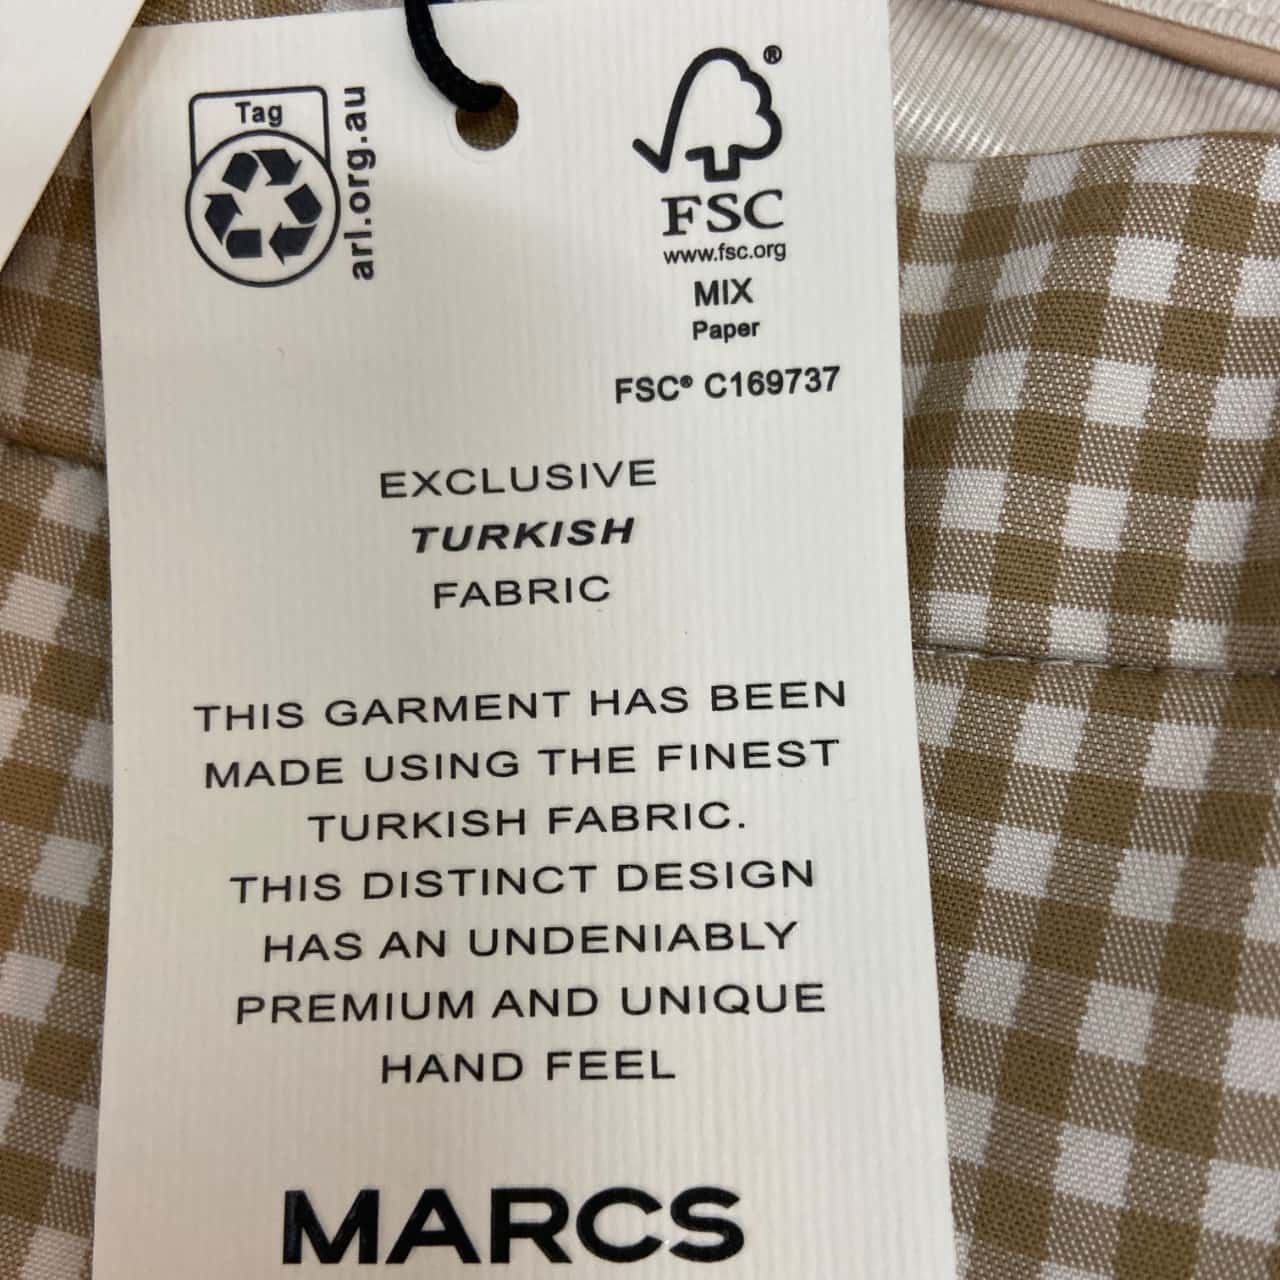 Tag
arl.org.au
®
FSC
www.fsc.org
MIX
Paper
FSC® C169737
EXCLUSIVE
TURKISH
FABRIC
THIS GARMENT HAS BEEN
MADE USING THE FINEST
TURKISH FABRIC.
THIS DISTINCT DESIGN
HAS AN UNDENIABLY
PREMIUM AND UNIQUE
HAND FEEL
MARCS